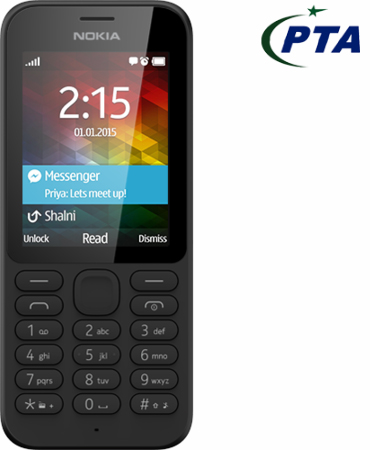 NOKIA
PTA
2:15
01.01.2015
Messenger
Priya: Lets meet up!
Shalni
Unlock Read Dismiss
1 2 abc 3 def
4 ghi 5 jkl 6 mno
7 pqrs 8 tuv 9 wxyz
* + 0 #